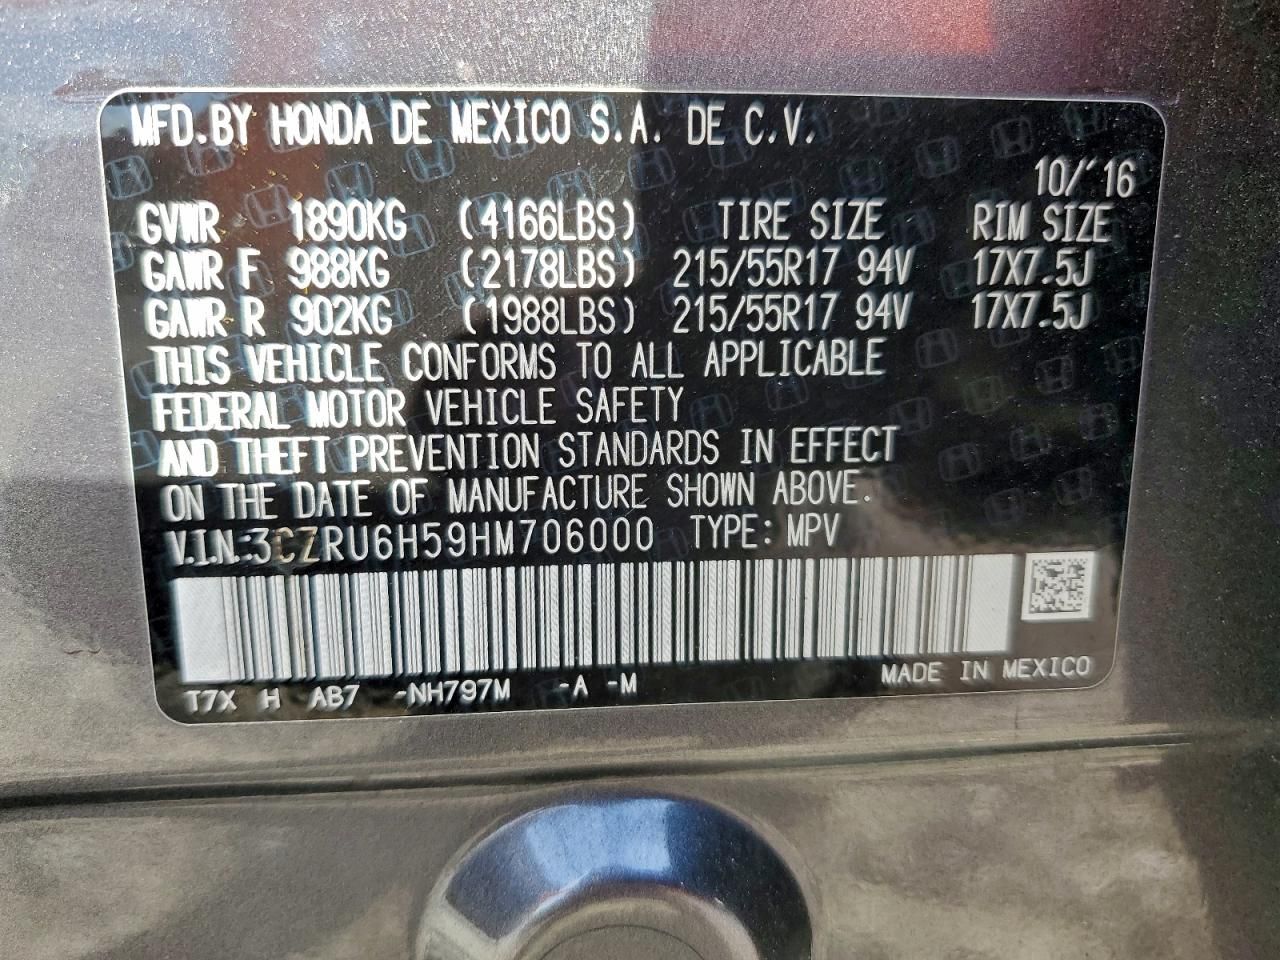 MFD.BY HONDA DE MEXICO S.A. DE C.V.
10/'16
GVWR 1890KG (4166LBS) TIRE SIZE RIM SIZE
GAWR F 988KG (2178LBS) 215/55R17 94V 17X7.5J
GAWR R 902KG (1988LBS) 215/55R17 94V 17X7.5J
THIS VEHICLE CONFORMS TO ALL APPLICABLE
FEDERAL MOTOR VEHICLE SAFETY
AND THEFT PREVENTION STANDARDS IN EFFECT
ON THE DATE OF MANUFACTURE SHOWN ABOVE.
V.I.N.:3CZRU6H59HM706000 TYPE: MPV
T7X H AB7 -NH797M -A -M MADE IN MEXICO